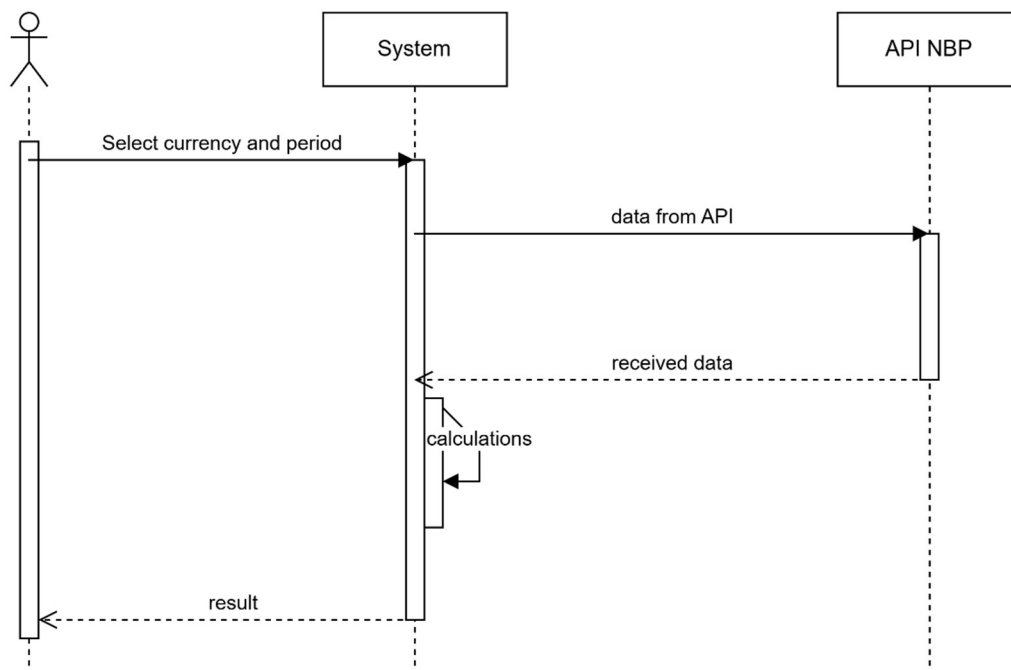 System
API NBP
Select currency and period
data from API
received data
calculations
result